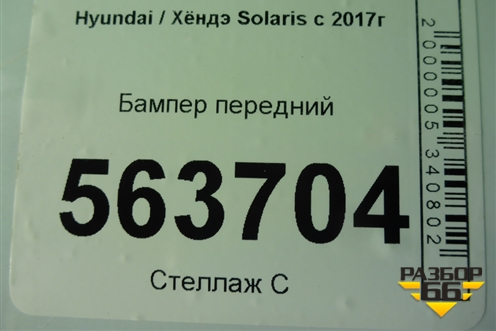 Hyundai / Хёндэ Solaris с 2017г
Бампер передний
563704
Стеллаж С
2000005340802
РАЗБОР
66